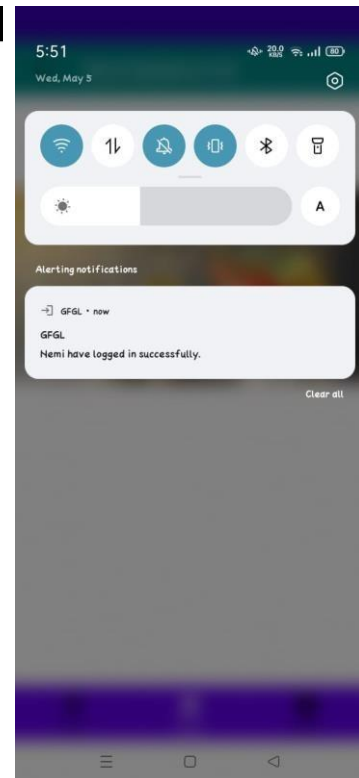 5:51
20.0
KB/S
80
Wed, May 5
A
Alerting notifications
GFGL • now
GFGL
Nemi have logged in successfully.
Clear all